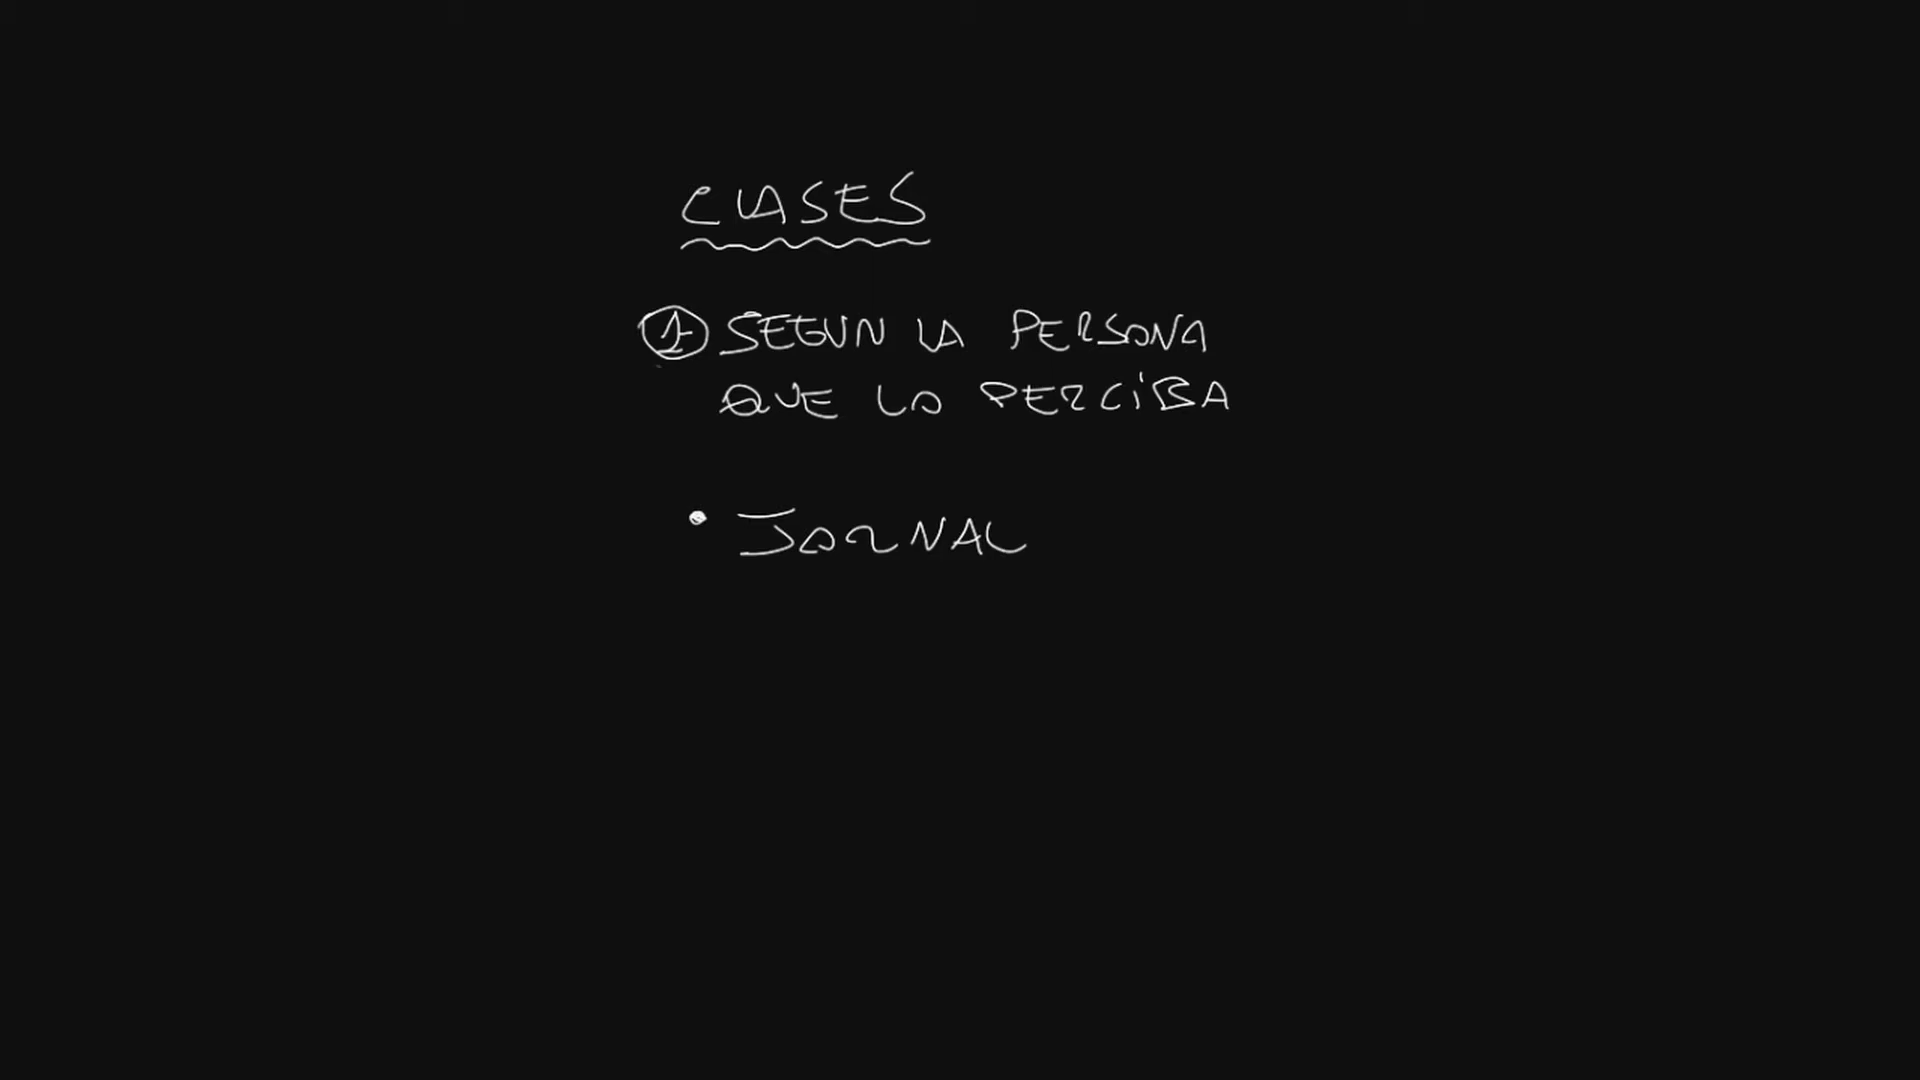 CLASES
1 SEGUN LA PERSONA
QUE LO PERCIBA
• JORNAL